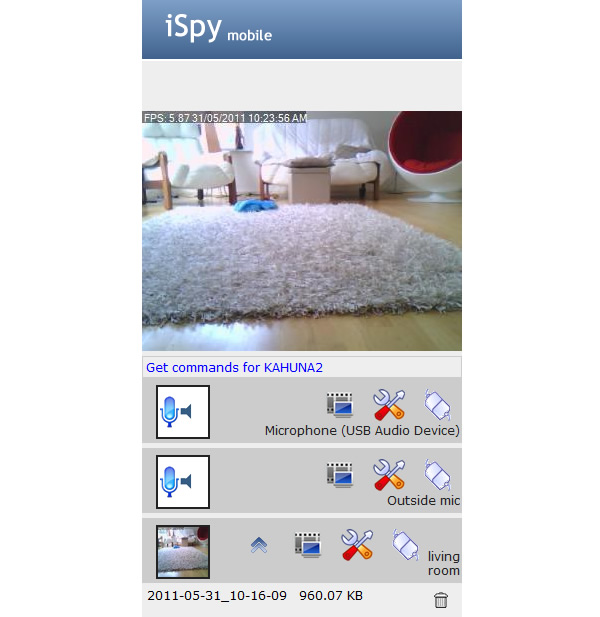 iSpy mobile
FPS: 5.87 31/05/2011 10:23:56 AM
Get commands for KAHUNA2
Microphone (USB Audio Device)
Outside mic
living
room
2011-05-31_10-16-09 960.07 KB